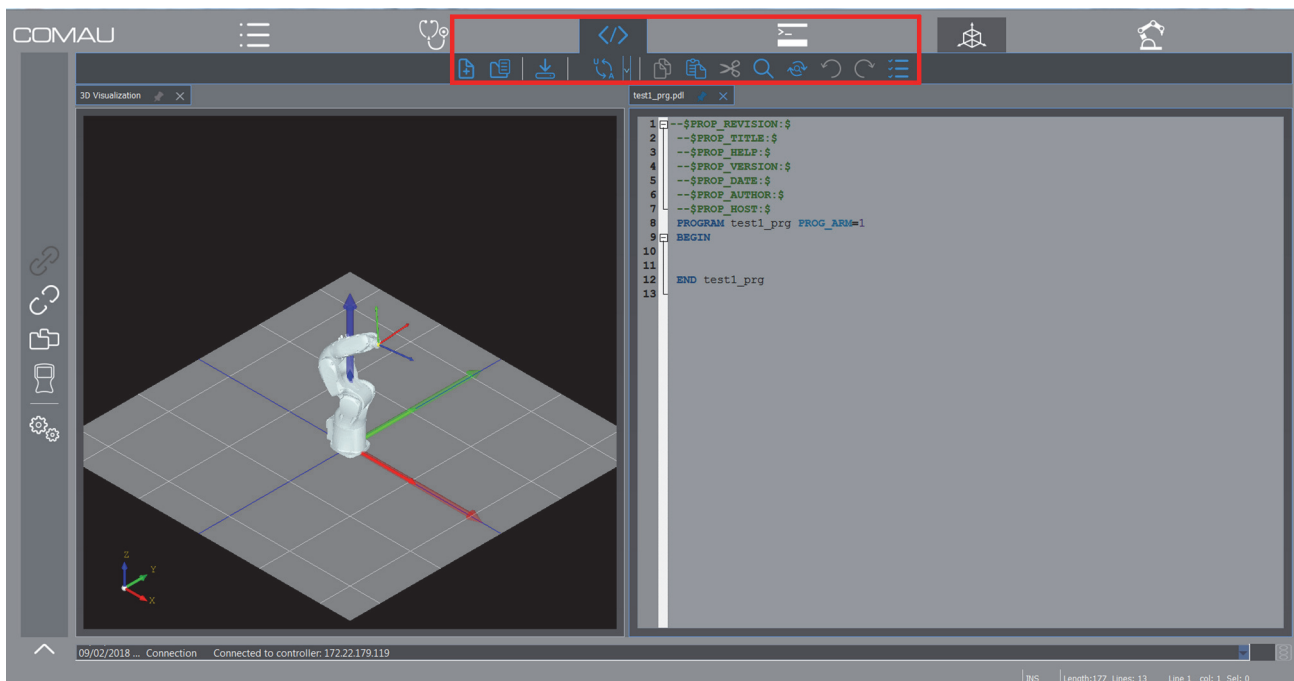 COMAU
</>
>_
U
A
3D Visualization
test1_prg.pdl
1 --$PROP_REVISION:$
2 --$PROP_TITLE:$
3 --$PROP_HELP:$
4 --$PROP_VERSION:$
5 --$PROP_DATE:$
6 --$PROP_AUTHOR:$
7 --$PROP_HOST:$
8 PROGRAM test1_prg PROG_ARM=1
9 BEGIN
10
11
12 END test1_prg
13
Z
Y
X
09/02/2018 ... Connection Connected to controller: 172.22.179.119
INS Length:177 Lines: 13 Line 1 col: 1 Sel: 0